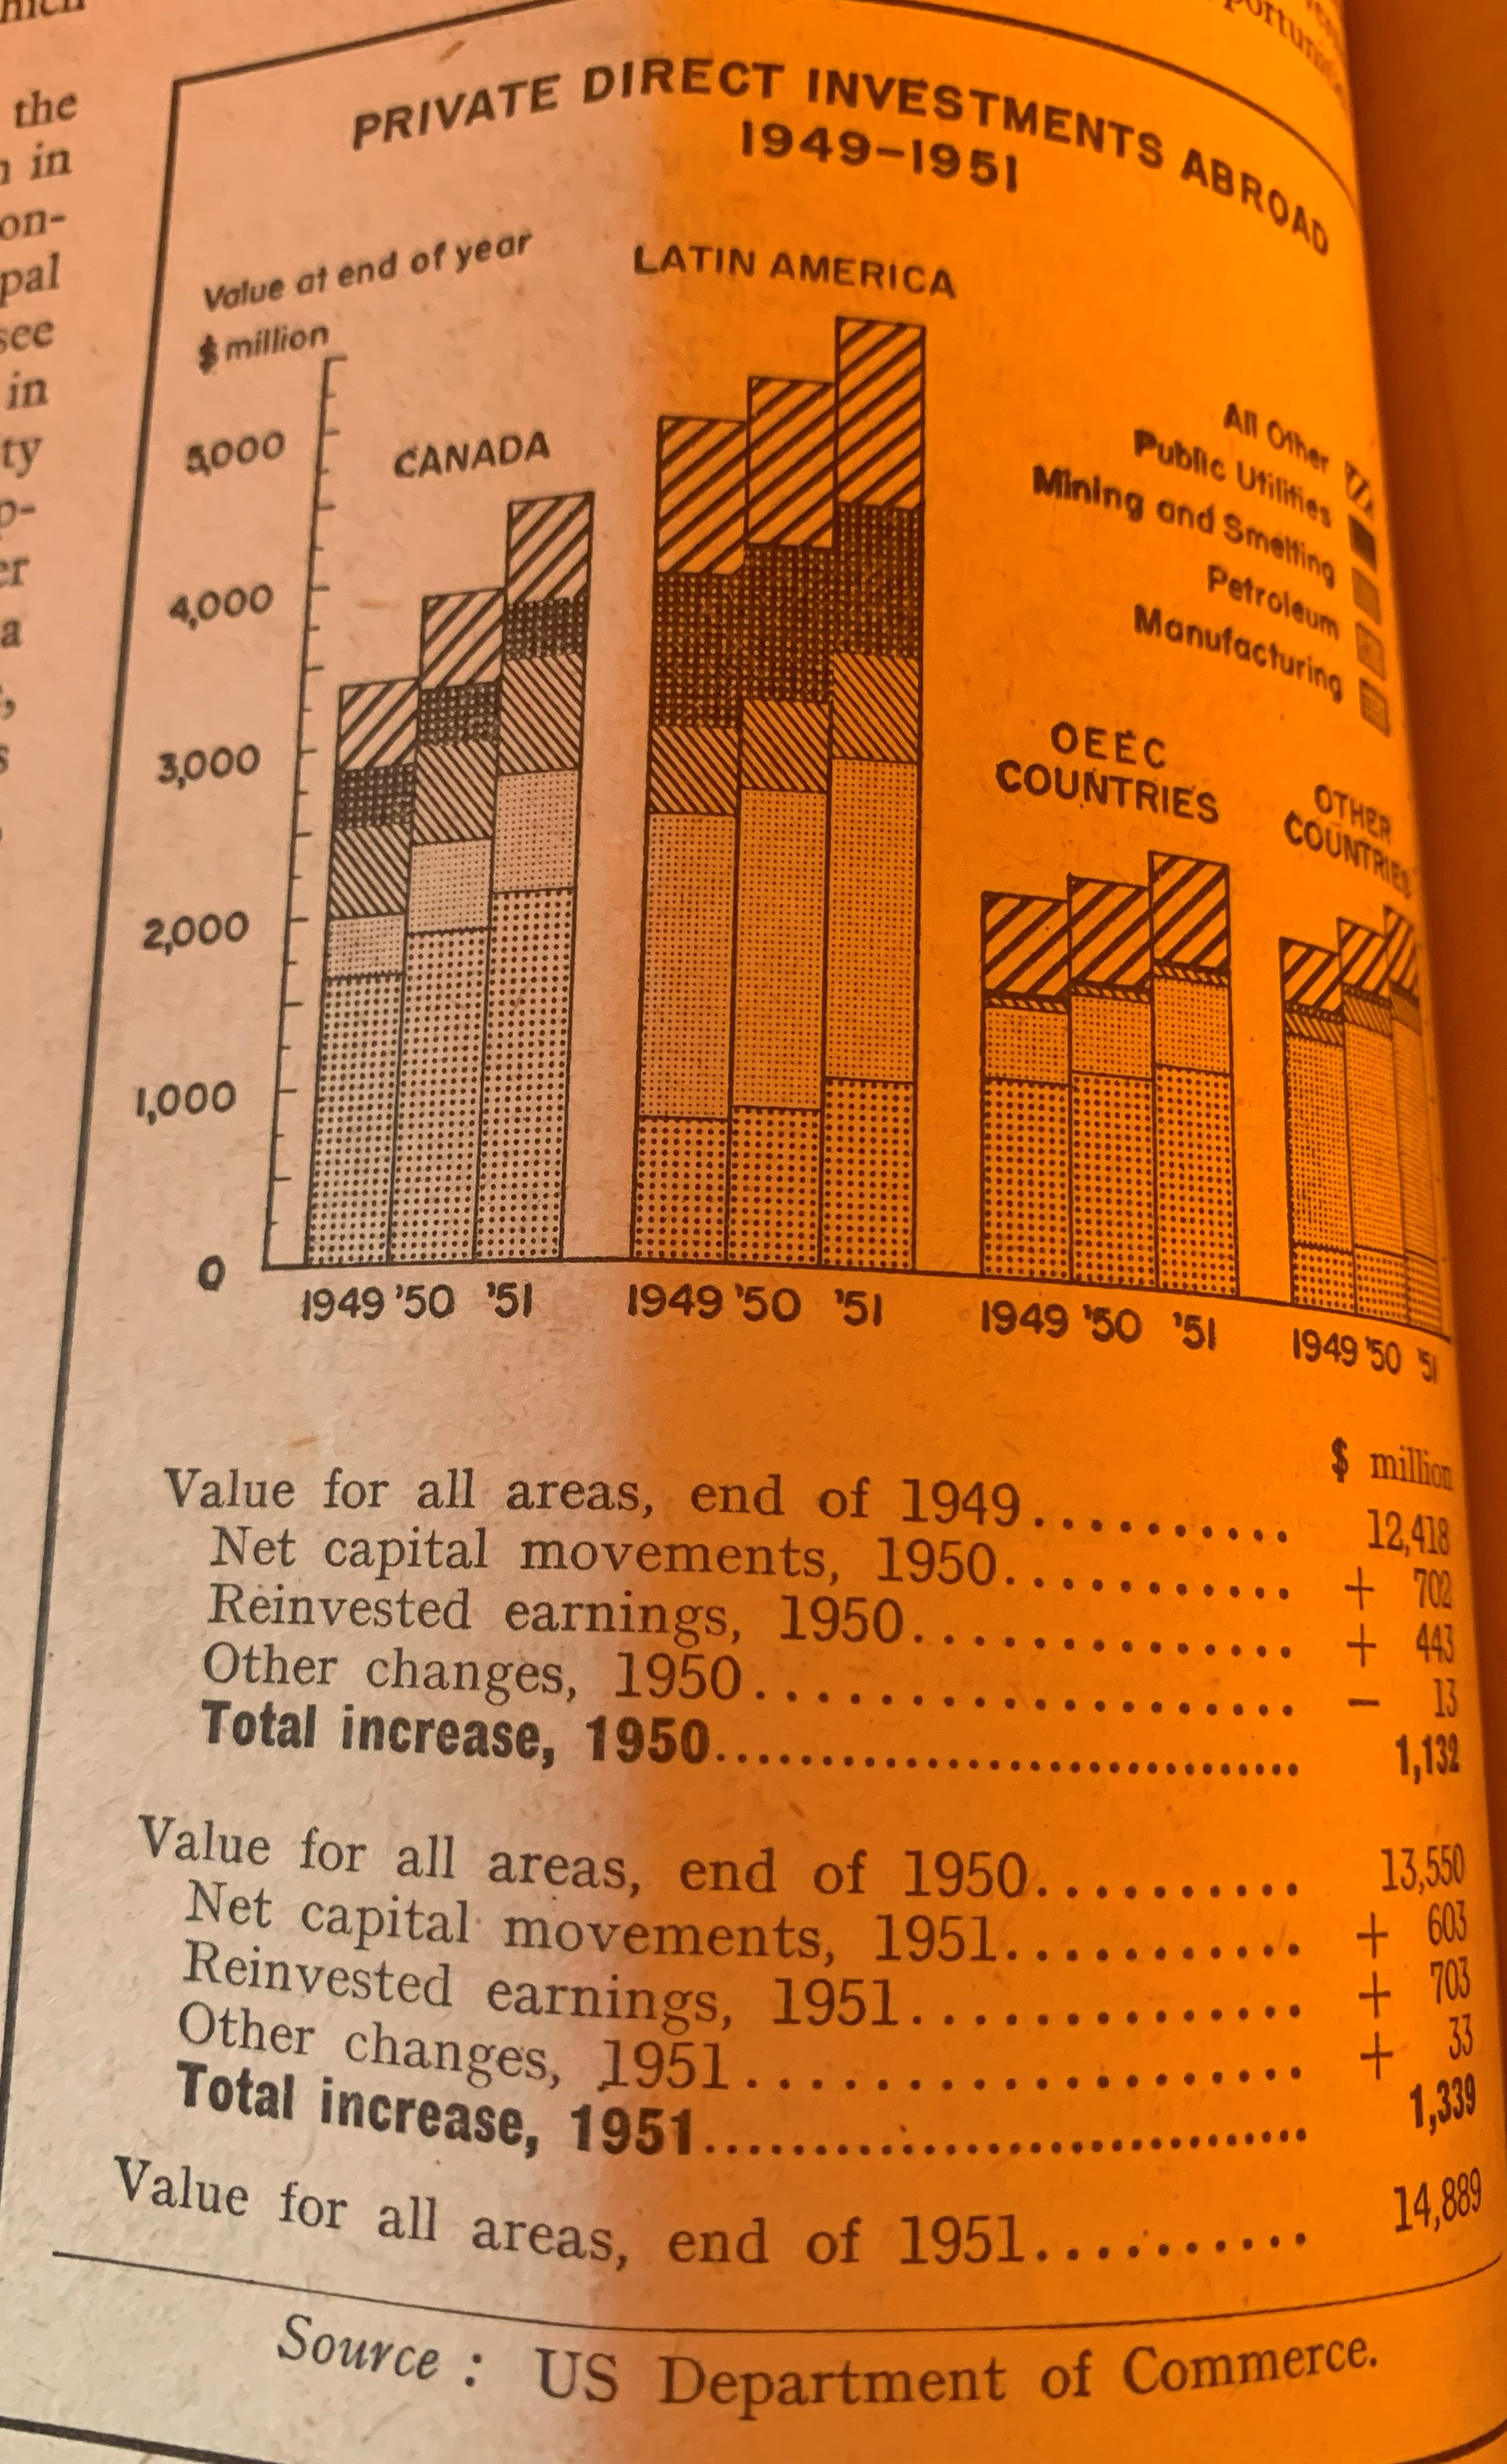 the
in
on-
pal
see
in
ty
p-
er
a
s
portuni
PRIVATE DIRECT INVESTMENTS ABROAD
1949–1951
Value at end of year
$ million
5,000
4,000
3,000
2,000
1,000
0
CANADA
LATIN AMERICA
All Other
Public Utilities
Mining and Smelting
Petroleum
Manufacturing
OEEC
COUNTRIES
OTHER
COUNTRIES
1949 '50 '51 1949 '50 '51 1949 '50 '51 1949 '50 '51
$ million
Value for all areas, end of 1949........... 12,418
Net capital movements, 1950............ + 702
Reinvested earnings, 1950.............. + 443
Other changes, 1950.................... — 13
Total increase, 1950................................... 1,132
Value for all areas, end of 1950.......... 13,550
Net capital movements, 1951............ + 603
Reinvested earnings, 1951.............. + 703
Other changes, 1951.................... + 33
Total increase, 1951.................................... 1,339
Value for all areas, end of 1951.......... 14,889
Source : US Department of Commerce.